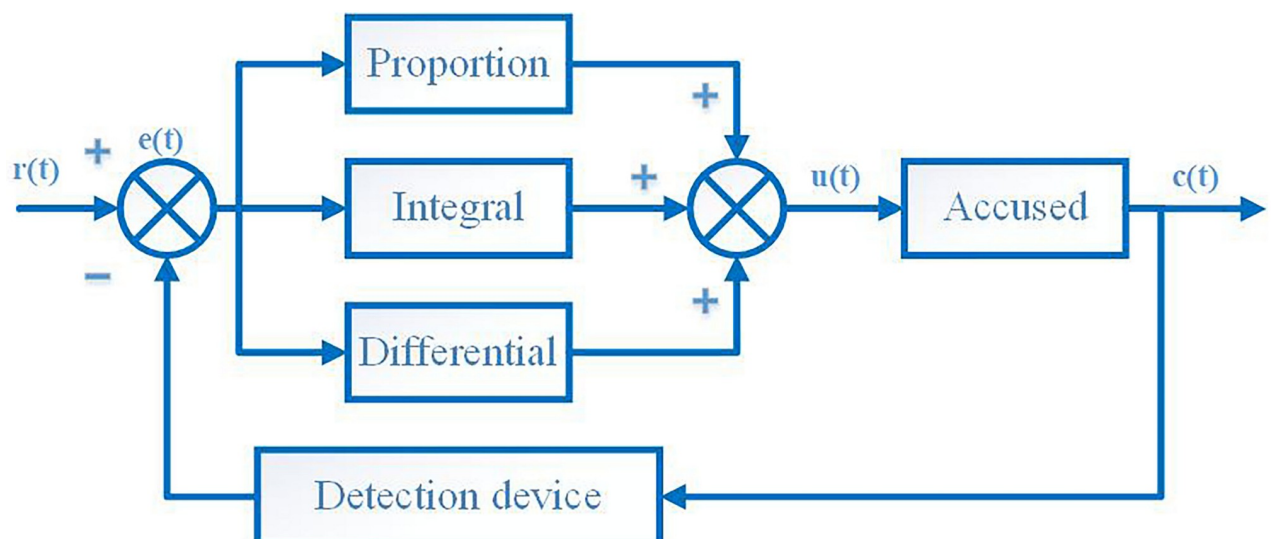 Proportion
+
+ e(t)
r(t)
Integral
+
u(t)
Accused
c(t)
−
+
Differential
Detection device